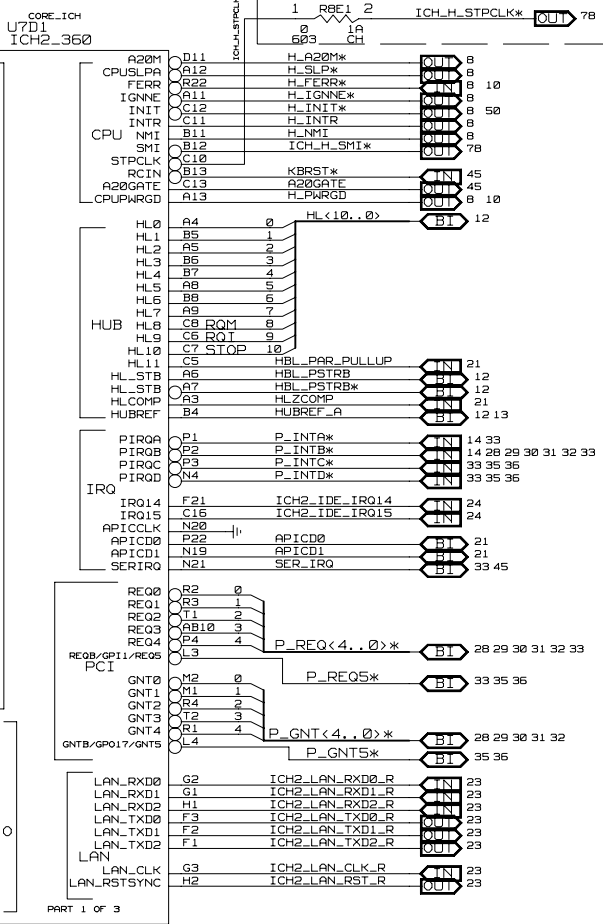 1 R8E1 2 ICH_H_STPCLK* OUT 78
0 1A
603 CH
ICH_H_STPCLK
CORE_ICH
U7D1
ICH2_360
A20M D11 H_A20M* OUT 8
CPUSLPA A12 H_SLP* OUT 8
FERR R22 H_FERR* IN 8 10
IGNNE A11 H_IGNNE* OUT 8
INIT C12 H_INIT* OUT 8 50
INTR C11 H_INTR OUT 8
CPU NMI B11 H_NMI OUT 8
SMI B12 ICH_H_SMI* OUT 78
STPCLK C10
RCIN B13 KBRST* IN 45
A20GATE C13 A20GATE OUT 45
CPUPWRGD A13 H_PWRGD OUT 8 10
HL<10..0> BI 12
HL0 A4 0
HL1 B5 1
HL2 A5 2
HL3 B6 3
HL4 B7 4
HL5 A8 5
HL6 B8 6
HL7 A9 7
HUB HL8 C8 RQM 8
HL9 C6 RQT 9
HL10 C7 STOP 10
HL11 C5 HBL_PAR_PULLUP IN 21
HL_STB A6 HBL_PSTRB BI 12
HL_STB A7 HBL_PSTRB* BI 12
HLCOMP A3 HLZCOMP IN 21
HUBREF B4 HUBREF_A BI 12 13
PIRQA P1 P_INTA* IN 14 33
PIRQB P2 P_INTB* IN 14 28 29 30 31 32 33
PIRQC P3 P_INTC* IN 33 35 36
PIRQD N4 P_INTD* IN 33 35 36
IRQ
IRQ14 F21 ICH2_IDE_IRQ14 IN 24
IRQ15 C16 ICH2_IDE_IRQ15 IN 24
APICCLK N20
APICD0 P22 APICD0 BI 21
APICD1 N19 APICD1 BI 21
SERIRQ N21 SER_IRQ BI 33 45
REQ0 R2 0
REQ1 R3 1
REQ2 T1 2
REQ3 AB10 3
REQ4 P4 4 P_REQ<4..0>* BI 28 29 30 31 32 33
REQB/GPI1/REQ5 L3
PCI
P_REQ5* BI 33 35 36
GNT0 M2 0
GNT1 M1 1
GNT2 R4 2
GNT3 T2 3
GNT4 R1 4 P_GNT<4..0>* BI 28 29 30 31 32
GNTB/GPO17/GNT5 L4 P_GNT5* BI 35 36
LAN_RXD0 G2 ICH2_LAN_RXD0_R IN 23
LAN_RXD1 G1 ICH2_LAN_RXD1_R IN 23
LAN_RXD2 H1 ICH2_LAN_RXD2_R IN 23
LAN_TXD0 F3 ICH2_LAN_TXD0_R OUT 23
LAN_TXD1 F2 ICH2_LAN_TXD1_R OUT 23
LAN_TXD2 F1 ICH2_LAN_TXD2_R OUT 23
LAN
LAN_CLK G3 ICH2_LAN_CLK_R IN 23
LAN_RSTSYNC H2 ICH2_LAN_RST_R OUT 23
PART 1 OF 3